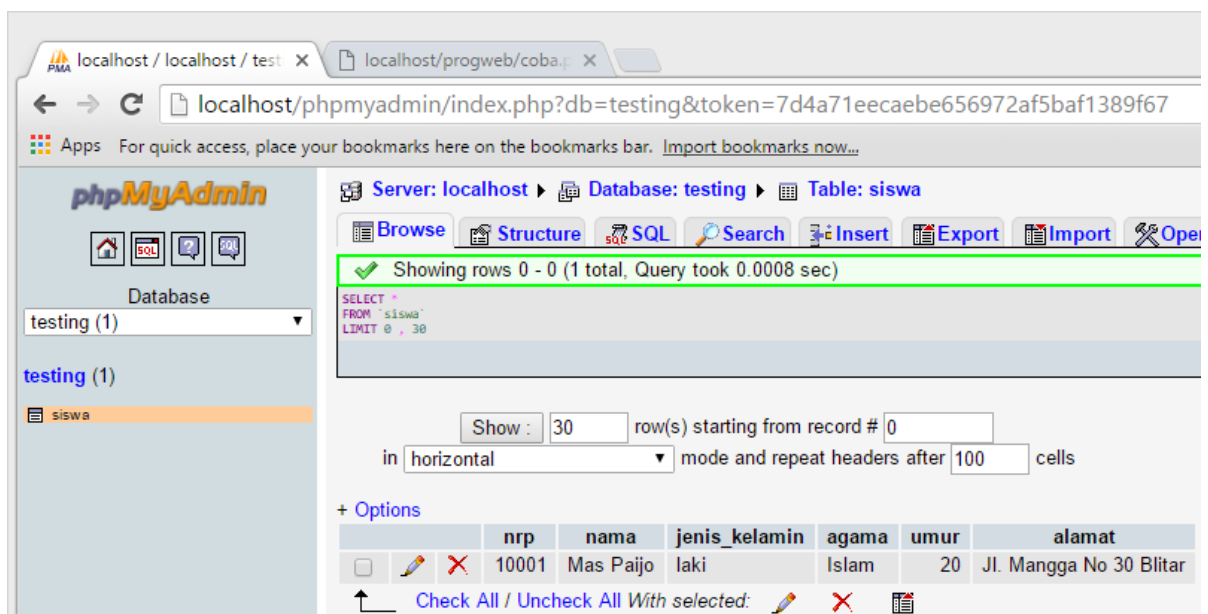 localhost / localhost / test
localhost/progweb/coba.p
localhost/phpmyadmin/index.php?db=testing&token=7d4a71eecaebe656972af5baf1389f67
Apps For quick access, place your bookmarks here on the bookmarks bar. Import bookmarks now...
phpMyAdmin
Server: localhost Database: testing Table: siswa
Browse Structure SQL Search Insert Export Import Oper
SQL ? SQL
Showing rows 0 - 0 (1 total, Query took 0.0008 sec)
Database
testing (1)
SELECT *
FROM `siswa`
LIMIT 0 , 30
testing (1)
siswa
Show : 30 row(s) starting from record # 0
in horizontal mode and repeat headers after 100 cells
+ Options
nrp nama jenis_kelamin agama umur alamat
10001 Mas Paijo laki Islam 20 Jl. Mangga No 30 Blitar
Check All / Uncheck All With selected: